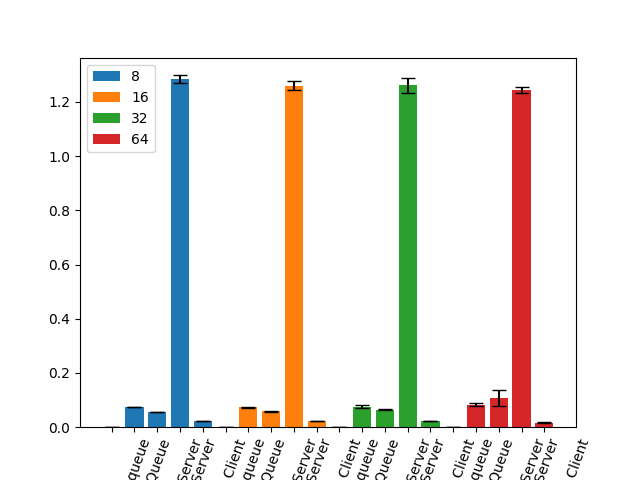 8
16
32
64
1.2
1.0
0.8
0.6
0.4
0.2
0.0
queue
Queue
Server
Server
Client
queue
Queue
Server
Server
Client
queue
Queue
Server
Server
Client
queue
Queue
Server
Server
Client